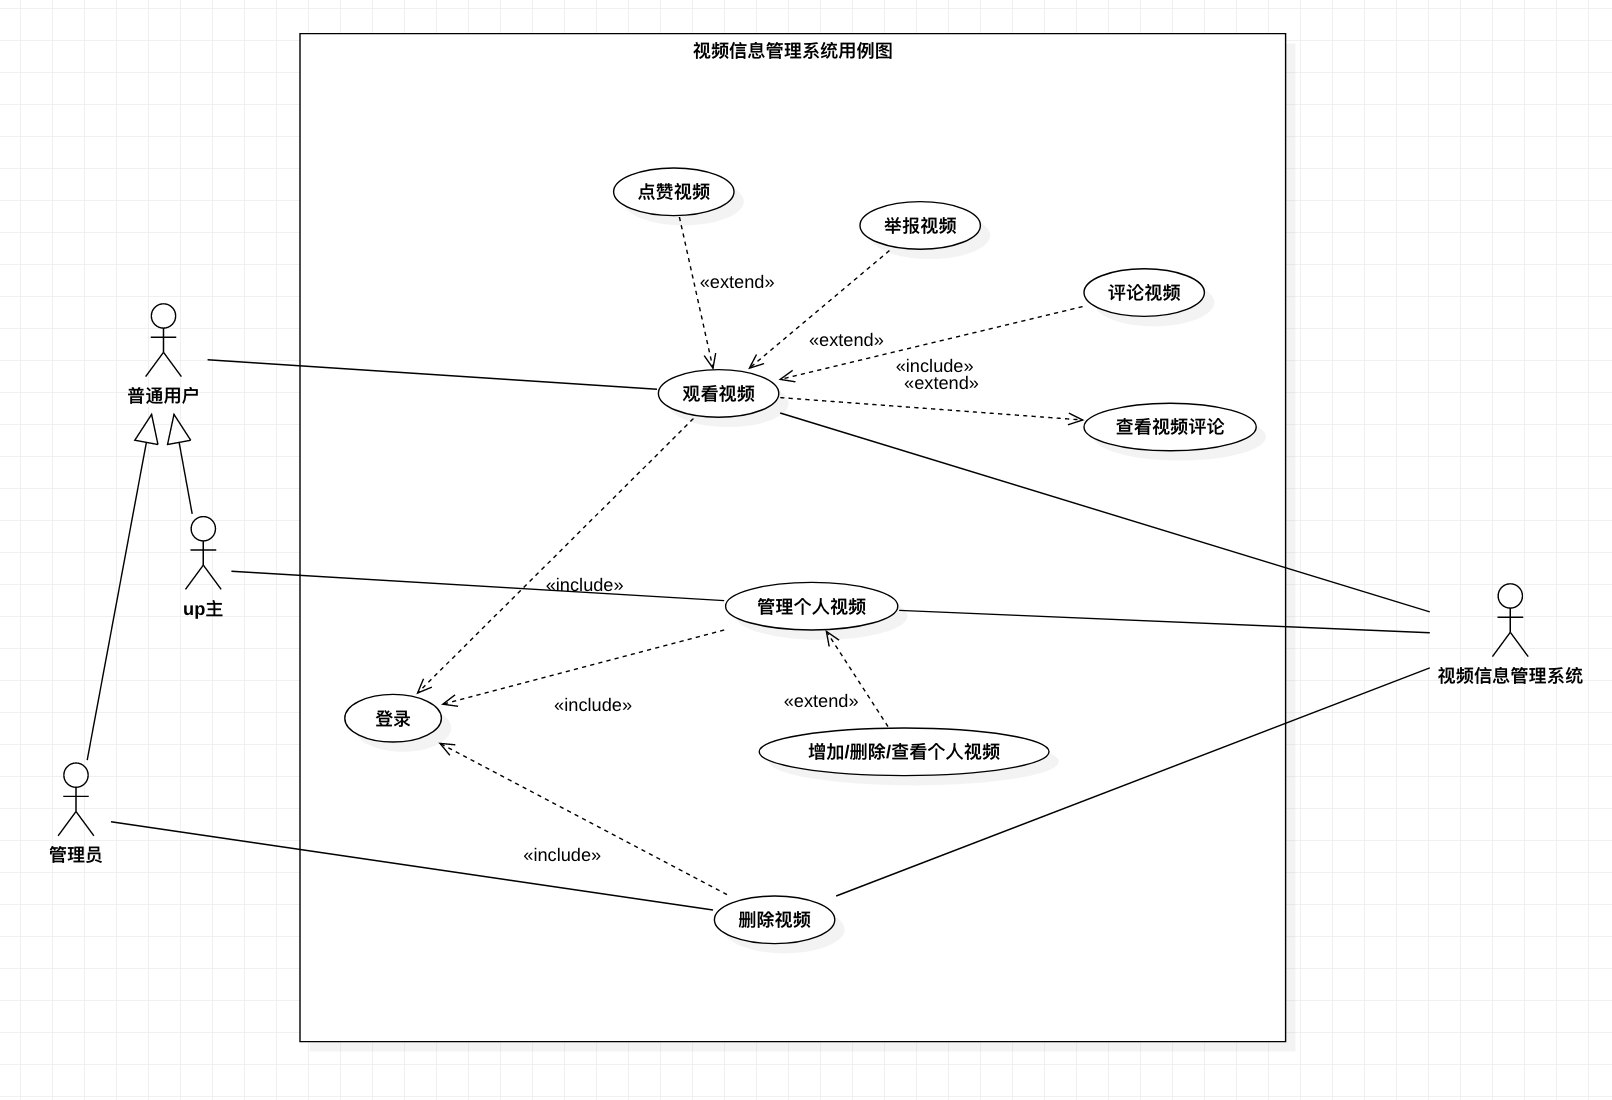 视频信息管理系统用例图
点赞视频
举报视频
«extend»
评论视频
«extend»
«include»
«extend»
普通用户
观看视频
查看视频评论
up主
«include»
管理个人视频
视频信息管理系统
登录
«include»
«extend»
增加/删除/查看个人视频
管理员
«include»
删除视频